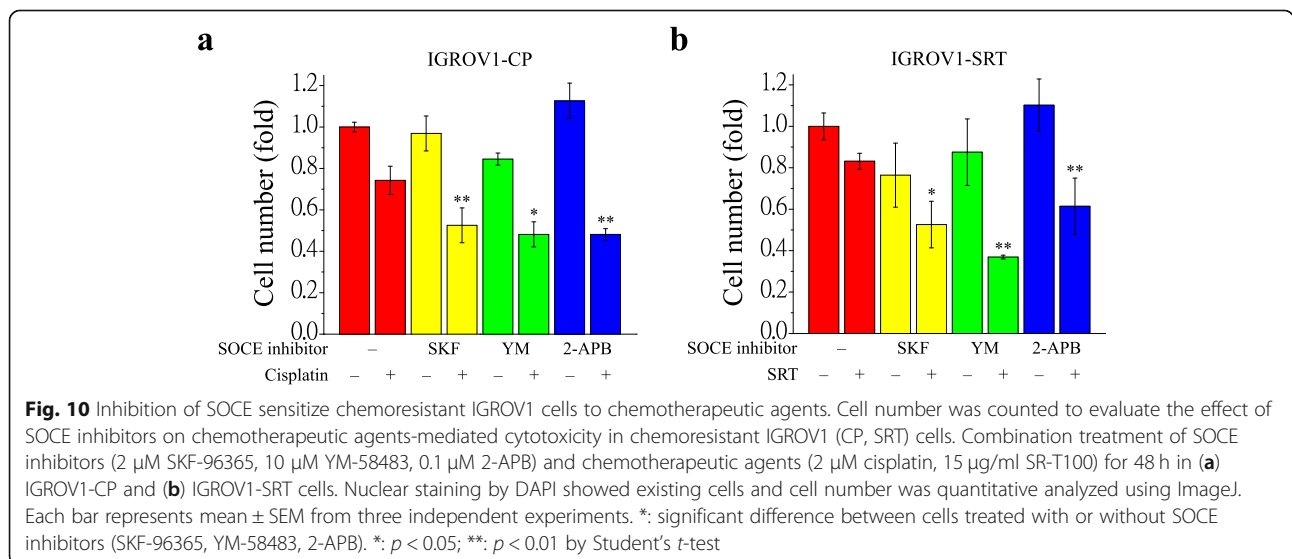 a
IGROV1-CP
Cell number (fold)
1.2
1.0
0.8
0.6
0.4
0.2
0.0
** * **
SOCE inhibitor – SKF YM 2-APB
Cisplatin – + – + – + – +
b
IGROV1-SRT
Cell number (fold)
1.2
1.0
0.8
0.6
0.4
0.2
0.0
* ** **
SOCE inhibitor – SKF YM 2-APB
SRT – + – + – + – +
Fig. 10 Inhibition of SOCE sensitize chemoresistant IGROV1 cells to chemotherapeutic agents. Cell number was counted to evaluate the effect of
SOCE inhibitors on chemotherapeutic agents-mediated cytotoxicity in chemoresistant IGROV1 (CP, SRT) cells. Combination treatment of SOCE
inhibitors (2 μM SKF-96365, 10 μM YM-58483, 0.1 μM 2-APB) and chemotherapeutic agents (2 μM cisplatin, 15 μg/ml SR-T100) for 48 h in (a)
IGROV1-CP and (b) IGROV1-SRT cells. Nuclear staining by DAPI showed existing cells and cell number was quantitative analyzed using ImageJ.
Each bar represents mean ± SEM from three independent experiments. *: significant difference between cells treated with or without SOCE
inhibitors (SKF-96365, YM-58483, 2-APB). *: p < 0.05; **: p < 0.01 by Student's t-test